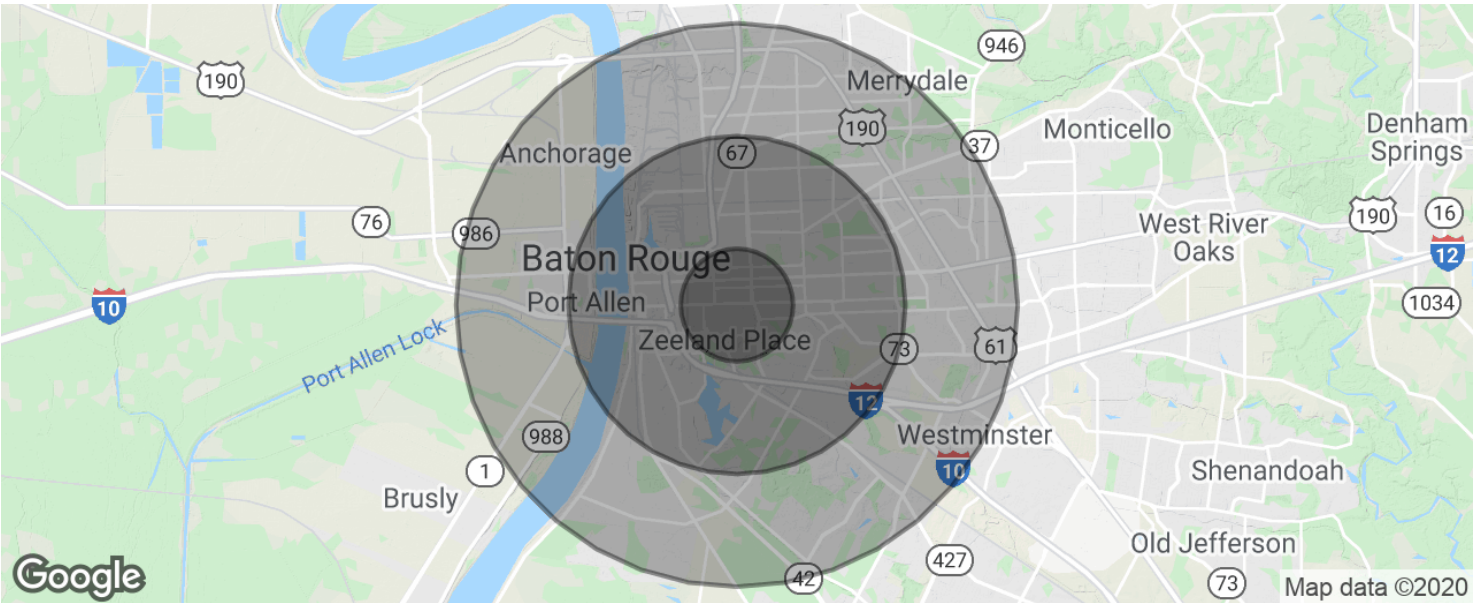 946
Merrydale
190
190
Monticello
Denham
Springs
37
Anchorage
67
76
986
West River
Oaks
190
16
12
Baton Rouge
10
Port Allen
1034
Zeeland Place
73
61
Port Allen Lock
12
988
Westminster
10
1
Shenandoah
Brusly
Old Jefferson
427
42
73
Google
Map data ©2020